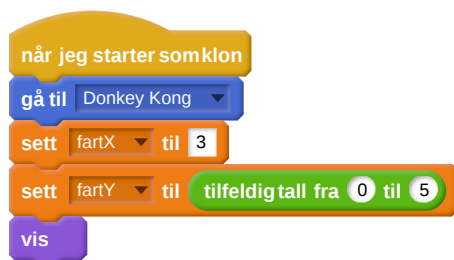 når jeg starter som klon
gå til Donkey Kong
sett fartX til 3
sett fartY til tilfeldig tall fra 0 til 5
vis